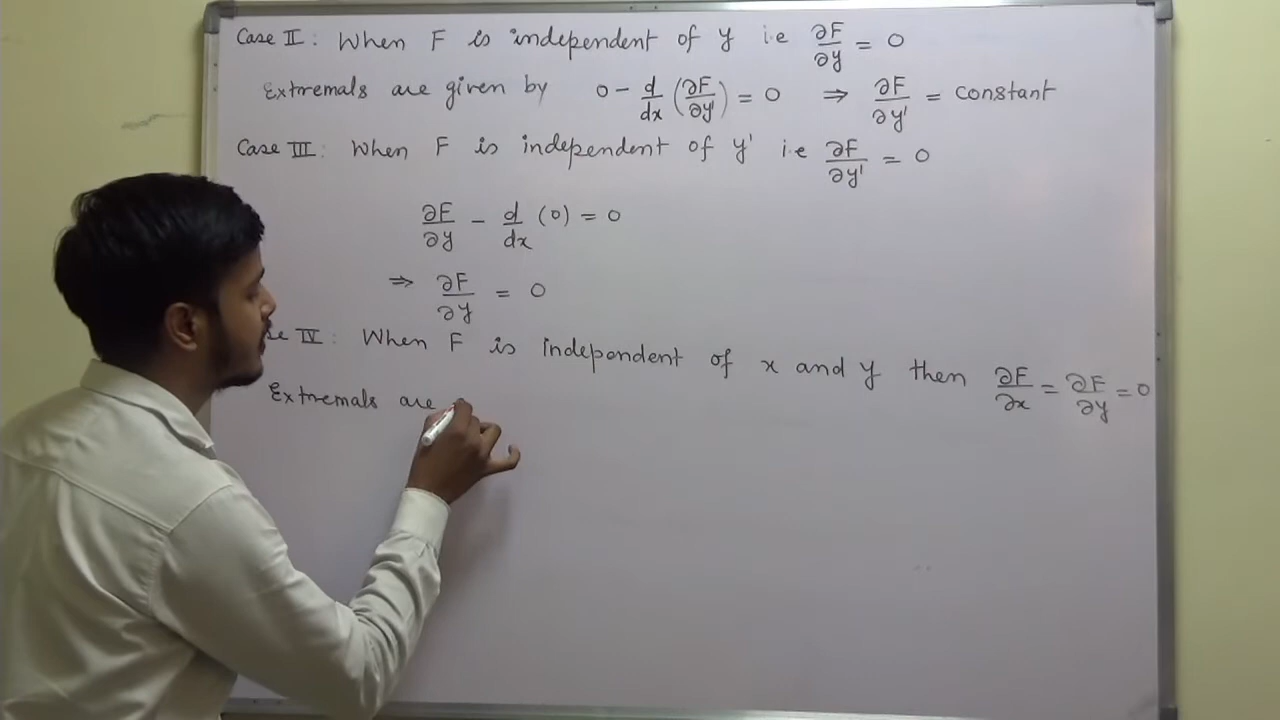 Case II : When F is independent of y i.e ∂F/∂y = 0
Extremals are given by 0 - d/dx (∂F/∂y') = 0 ⇒ ∂F/∂y' = constant
Case III : When F is independent of y' i.e ∂F/∂y' = 0
∂F/∂y - d/dx (0) = 0
⇒ ∂F/∂y = 0
se IV : When F is independent of x and y then ∂F/∂x = ∂F/∂y = 0
Extremals are